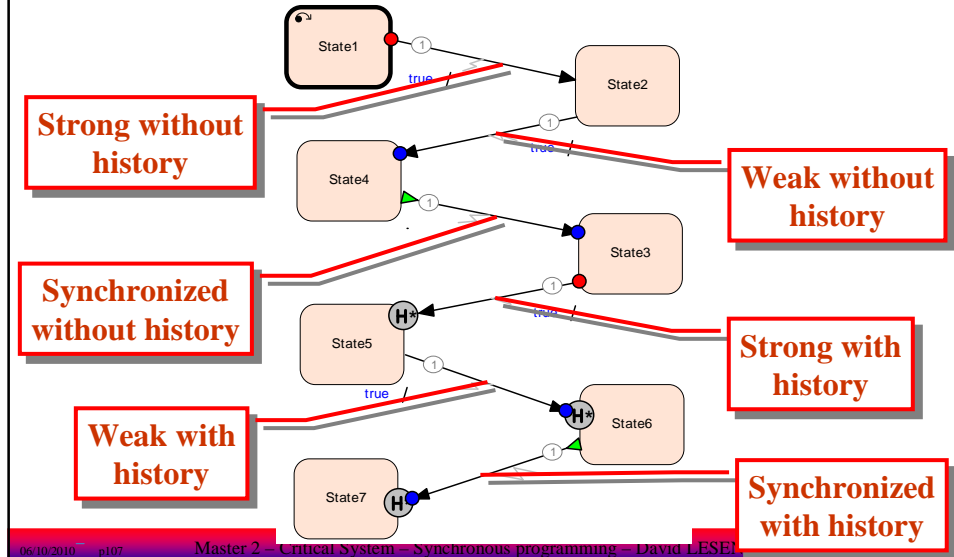 State1
1
true /
State2
Strong without
history
1
true /
State4
Weak without
history
1
State3
Synchronized
without history
1
true /
H*
State5
Strong with
history
1
true /
H*
State6
Weak with
history
1
State7
H*
Synchronized
with history
06/10/2010 p107
Master 2 – Critical System – Synchronous programming – David